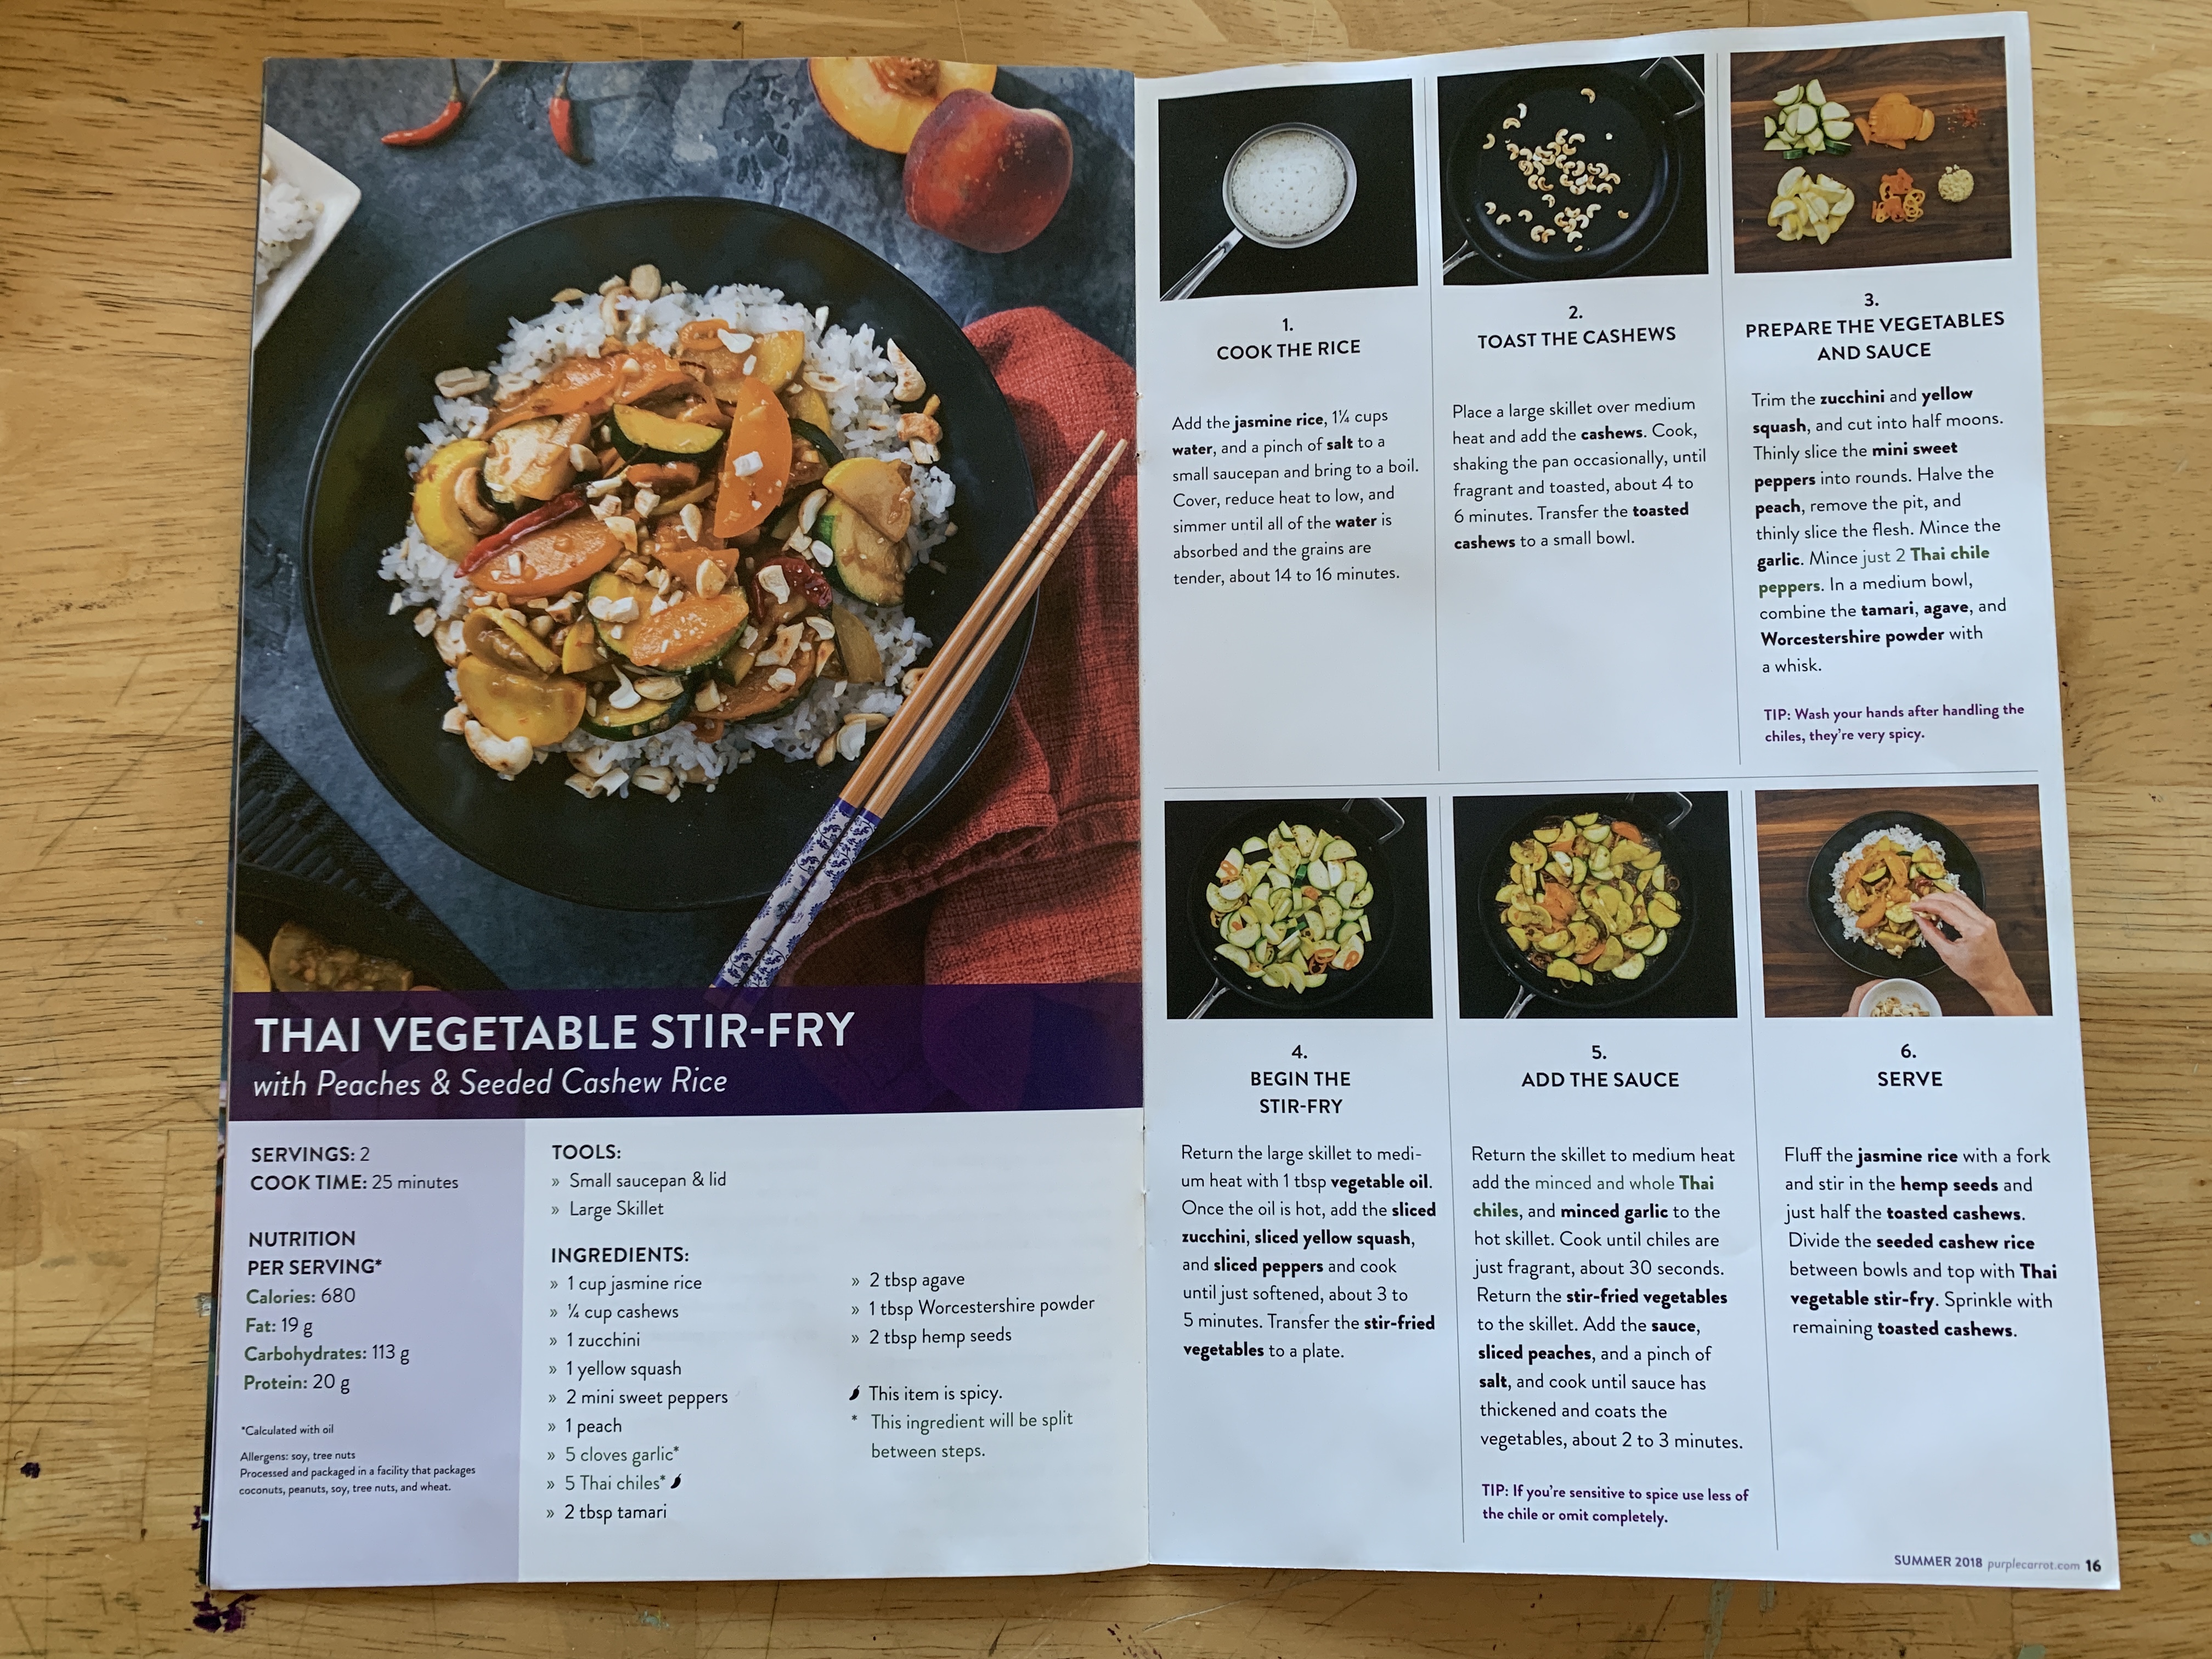 THAI VEGETABLE STIR-FRY
with Peaches & Seeded Cashew Rice
SERVINGS: 2
COOK TIME: 25 minutes
NUTRITION
PER SERVING*
Calories: 680
Fat: 19 g
Carbohydrates: 113 g
Protein: 20 g
*Calculated with oil
Allergens: soy, tree nuts
Processed and packaged in a facility that packages
coconuts, peanuts, soy, tree nuts, and wheat.
TOOLS:
» Small saucepan & lid
» Large Skillet
INGREDIENTS:
» 1 cup jasmine rice
» ¼ cup cashews
» 1 zucchini
» 1 yellow squash
» 2 mini sweet peppers
» 1 peach
» 5 cloves garlic*
» 5 Thai chiles*
» 2 tbsp tamari
» 2 tbsp agave
» 1 tbsp Worcestershire powder
» 2 tbsp hemp seeds
This item is spicy.
* This ingredient will be split
between steps.
1.
COOK THE RICE
Add the jasmine rice, 1¼ cups
water, and a pinch of salt to a
small saucepan and bring to a boil.
Cover, reduce heat to low, and
simmer until all of the water is
absorbed and the grains are
tender, about 14 to 16 minutes.
2.
TOAST THE CASHEWS
Place a large skillet over medium
heat and add the cashews. Cook,
shaking the pan occasionally, until
fragrant and toasted, about 4 to
6 minutes. Transfer the toasted
cashews to a small bowl.
3.
PREPARE THE VEGETABLES
AND SAUCE
Trim the zucchini and yellow
squash, and cut into half moons.
Thinly slice the mini sweet
peppers into rounds. Halve the
peach, remove the pit, and
thinly slice the flesh. Mince the
garlic. Mince just 2 Thai chile
peppers. In a medium bowl,
combine the tamari, agave, and
Worcestershire powder with
a whisk.
TIP: Wash your hands after handling the
chiles, they're very spicy.
4.
BEGIN THE
STIR-FRY
Return the large skillet to medi-
um heat with 1 tbsp vegetable oil.
Once the oil is hot, add the sliced
zucchini, sliced yellow squash,
and sliced peppers and cook
until just softened, about 3 to
5 minutes. Transfer the stir-fried
vegetables to a plate.
5.
ADD THE SAUCE
Return the skillet to medium heat
add the minced and whole Thai
chiles, and minced garlic to the
hot skillet. Cook until chiles are
just fragrant, about 30 seconds.
Return the stir-fried vegetables
to the skillet. Add the sauce,
sliced peaches, and a pinch of
salt, and cook until sauce has
thickened and coats the
vegetables, about 2 to 3 minutes.
TIP: If you're sensitive to spice use less of
the chile or omit completely.
6.
SERVE
Fluff the jasmine rice with a fork
and stir in the hemp seeds and
just half the toasted cashews.
Divide the seeded cashew rice
between bowls and top with Thai
vegetable stir-fry. Sprinkle with
remaining toasted cashews.
SUMMER 2018 purplecarrot.com 16